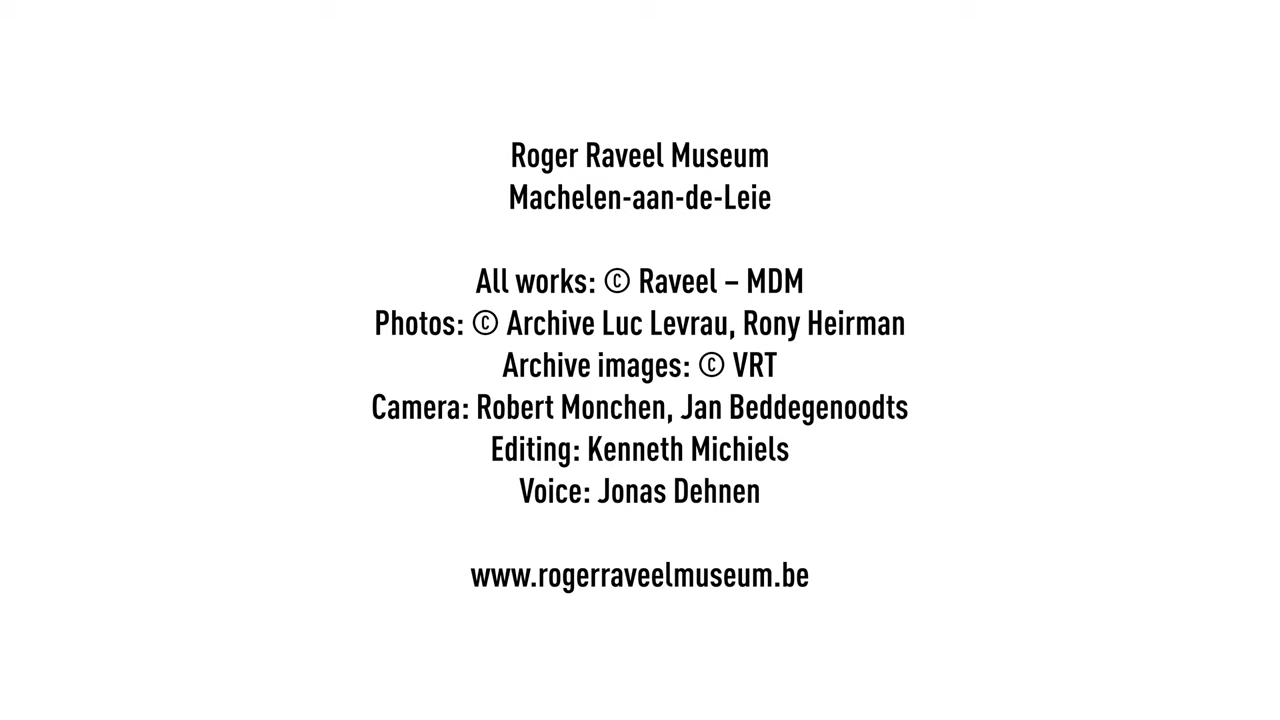 Roger Raveel Museum
Machelen-aan-de-Leie
All works: © Raveel – MDM
Photos: © Archive Luc Levrau, Rony Heirman
Archive images: © VRT
Camera: Robert Monchen, Jan Beddegenoodts
Editing: Kenneth Michiels
Voice: Jonas Dehnen
www.rogerraveelmuseum.be